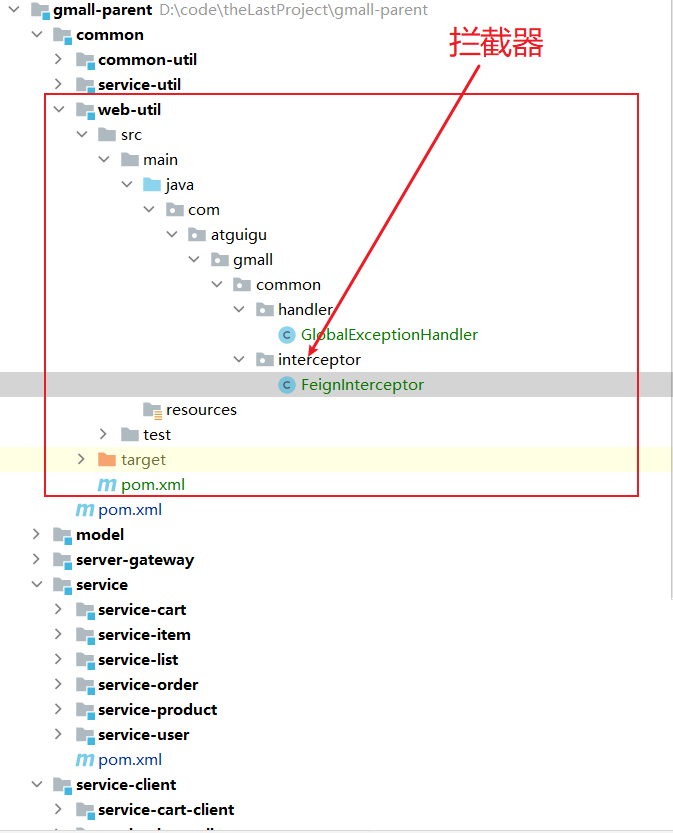 gmall-parent D:\code\theLastProject\gmall-parent
common
拦截器
common-util
service-util
web-util
src
main
java
com
atguigu
gmall
common
handler
GlobalExceptionHandler
interceptor
FeignInterceptor
resources
test
target
pom.xml
pom.xml
model
server-gateway
service
service-cart
service-item
service-list
service-order
service-product
service-user
pom.xml
service-client
service-cart-client